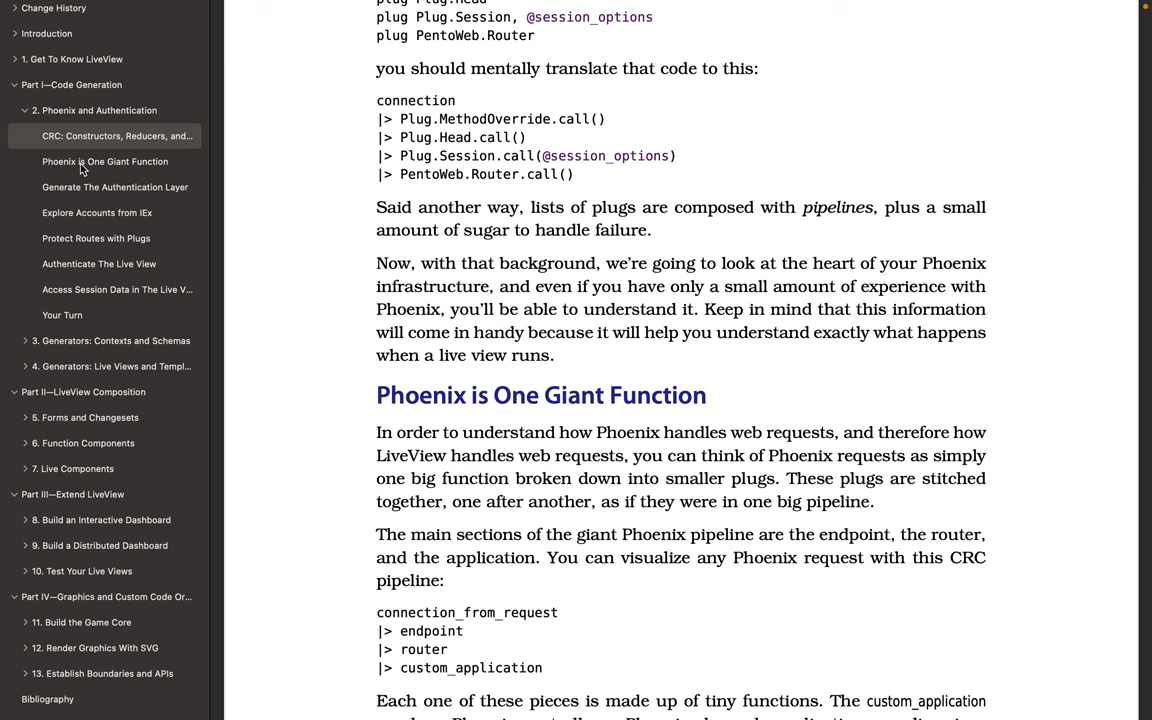 Change History
Introduction
1. Get To Know LiveView
Part I—Code Generation
2. Phoenix and Authentication
CRC: Constructors, Reducers, and...
Phoenix is One Giant Function
Generate The Authentication Layer
Explore Accounts from IEx
Protect Routes with Plugs
Authenticate The Live View
Access Session Data in The Live V...
Your Turn
3. Generators: Contexts and Schemas
4. Generators: Live Views and Templ...
Part II—LiveView Composition
5. Forms and Changesets
6. Function Components
7. Live Components
Part III—Extend LiveView
8. Build an Interactive Dashboard
9. Build a Distributed Dashboard
10. Test Your Live Views
Part IV—Graphics and Custom Code Or...
11. Build the Game Core
12. Render Graphics With SVG
13. Establish Boundaries and APIs
Bibliography
plug Plug.Head
plug Plug.Session, @session_options
plug PentoWeb.Router
you should mentally translate that code to this:
connection
|> Plug.MethodOverride.call()
|> Plug.Head.call()
|> Plug.Session.call(@session_options)
|> PentoWeb.Router.call()
Said another way, lists of plugs are composed with pipelines, plus a small
amount of sugar to handle failure.
Now, with that background, we’re going to look at the heart of your Phoenix
infrastructure, and even if you have only a small amount of experience with
Phoenix, you’ll be able to understand it. Keep in mind that this information
will come in handy because it will help you understand exactly what happens
when a live view runs.
Phoenix is One Giant Function
In order to understand how Phoenix handles web requests, and therefore how
LiveView handles web requests, you can think of Phoenix requests as simply
one big function broken down into smaller plugs. These plugs are stitched
together, one after another, as if they were in one big pipeline.
The main sections of the giant Phoenix pipeline are the endpoint, the router,
and the application. You can visualize any Phoenix request with this CRC
pipeline:
connection_from_request
|> endpoint
|> router
|> custom_application
Each one of these pieces is made up of tiny functions. The custom_application